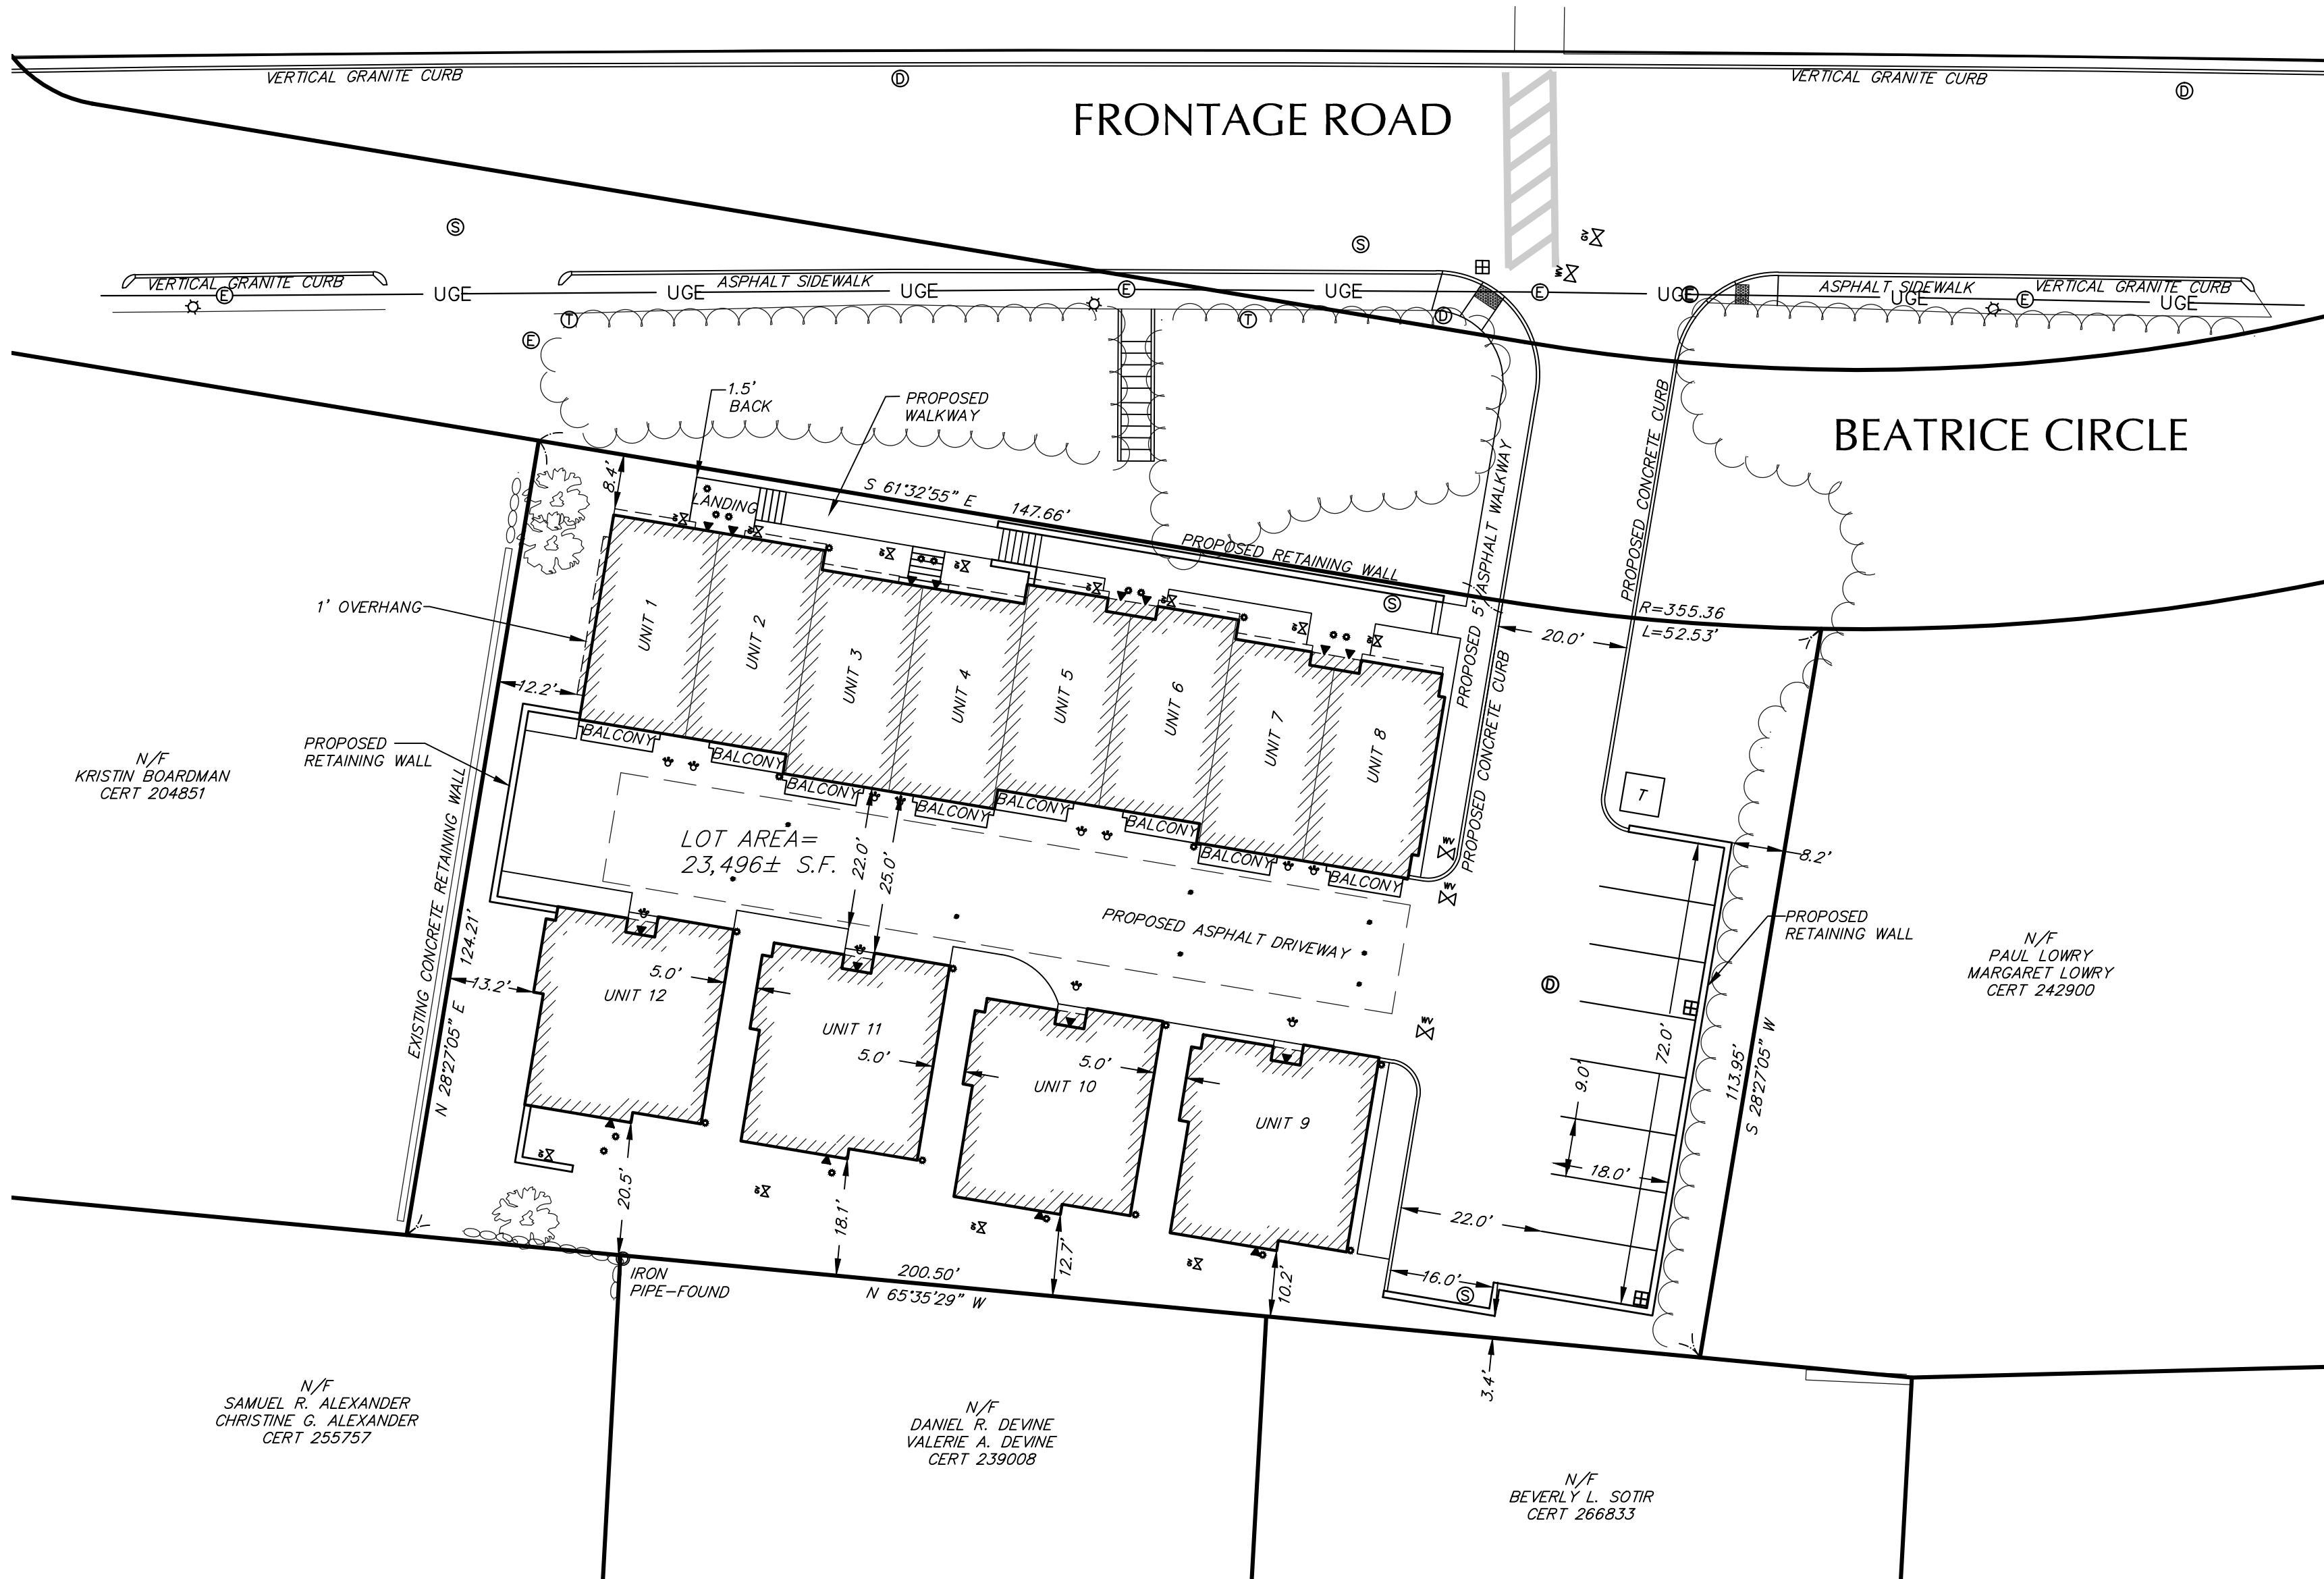 VERTICAL GRANITE CURB
VERTICAL GRANITE CURB
D
D
FRONTAGE ROAD
S
S
GV
WV
VERTICAL GRANITE CURB
E
UGE
UGE
ASPHALT SIDEWALK
UGE
E
UGE
E
UGE
E
ASPHALT SIDEWALK
UGE
E
VERTICAL GRANITE CURB
UGE
T
E
T
D
1.5'
BACK
PROPOSED
WALKWAY
BEATRICE CIRCLE
8.4'
LANDING
S 61°32'55" E
147.66'
PROPOSED RETAINING WALL
PROPOSED 5' ASPHALT WALKWAY
PROPOSED CONCRETE CURB
PROPOSED CONCRETE CURB
R=355.36
L=52.53'
20.0'
S
1' OVERHANG
12.2'
UNIT 1
UNIT 2
UNIT 3
UNIT 4
UNIT 5
UNIT 6
UNIT 7
UNIT 8
BALCONY
BALCONY
BALCONY
BALCONY
BALCONY
BALCONY
BALCONY
BALCONY
PROPOSED
RETAINING WALL
N/F
KRISTIN BOARDMAN
CERT 204851
EXISTING CONCRETE RETAINING WALL
N 28°27'05" E
124.21'
LOT AREA=
23,496± S.F.
22.0'
25.0'
PROPOSED ASPHALT DRIVEWAY
WV
WV
WV
T
8.2'
PROPOSED
RETAINING WALL
N/F
PAUL LOWRY
MARGARET LOWRY
CERT 242900
D
13.2'
5.0'
UNIT 12
UNIT 11
5.0'
5.0'
UNIT 10
UNIT 9
72.0'
9.0'
18.0'
22.0'
16.0'
S
113.95'
S 28°27'05" W
20.5'
18.1'
12.7'
10.2'
3.4'
IRON
PIPE-FOUND
200.50'
N 65°35'29" W
N/F
SAMUEL R. ALEXANDER
CHRISTINE G. ALEXANDER
CERT 255757
N/F
DANIEL R. DEVINE
VALERIE A. DEVINE
CERT 239008
N/F
BEVERLY L. SOTIR
CERT 266833